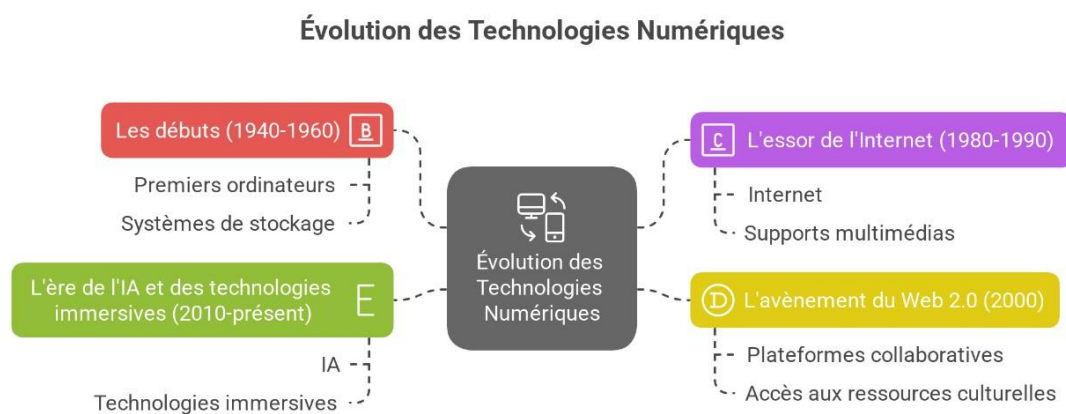 Évolution des Technologies Numériques
Les débuts (1940-1960) B
Premiers ordinateurs
Systèmes de stockage
L'ère de l'IA et des technologies
immersives (2010-présent) E
IA
Technologies immersives
Évolution des
Technologies
Numériques
C L'essor de l'Internet (1980-1990)
Internet
Supports multimédias
D L'avènement du Web 2.0 (2000)
Plateformes collaboratives
Accès aux ressources culturelles